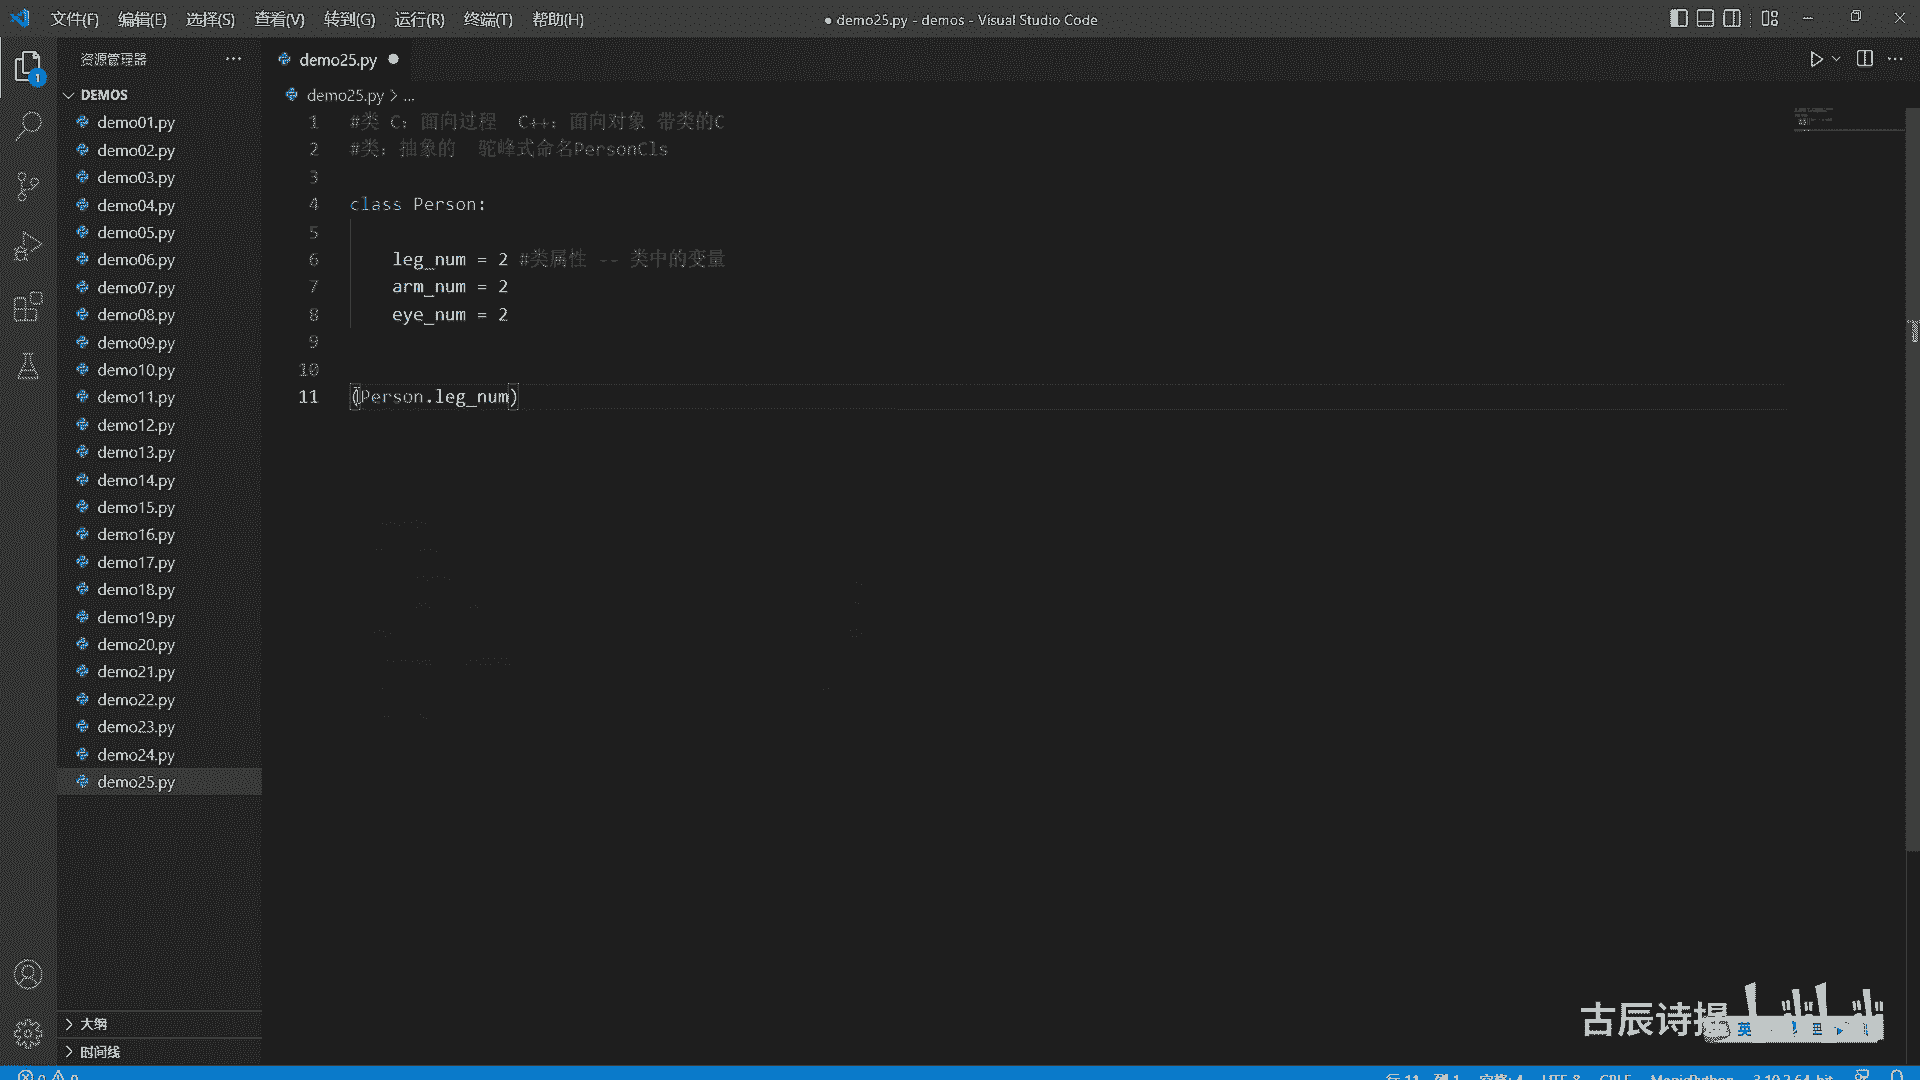 文件(F) 编辑(E) 选择(S) 查看(V) 转到(G) 运行(R) 终端(T) 帮助(H)
● demo25.py - demos - Visual Studio Code
资源管理器
1
DEMOS
demo01.py
demo02.py
demo03.py
demo04.py
demo05.py
demo06.py
demo07.py
demo08.py
demo09.py
demo10.py
demo11.py
demo12.py
demo13.py
demo14.py
demo15.py
demo16.py
demo17.py
demo18.py
demo19.py
demo20.py
demo21.py
demo22.py
demo23.py
demo24.py
demo25.py
大纲
时间线
demo25.py ●
demo25.py > ...
1 #类 C：面向过程  C++：面向对象 带类的C
2 #类：抽象的  驼峰式命名PersonCls
3
4 class Person:
5
6 leg_num = 2 #类属性 -- 类中的变量
7 arm_num = 2
8 eye_num = 2
9
10
11 (Person.leg_num)
古辰诗提
英
行 11, 列 1 空格: 4 UTF-8 CRLF MagicPython 3.10.2 64-bit